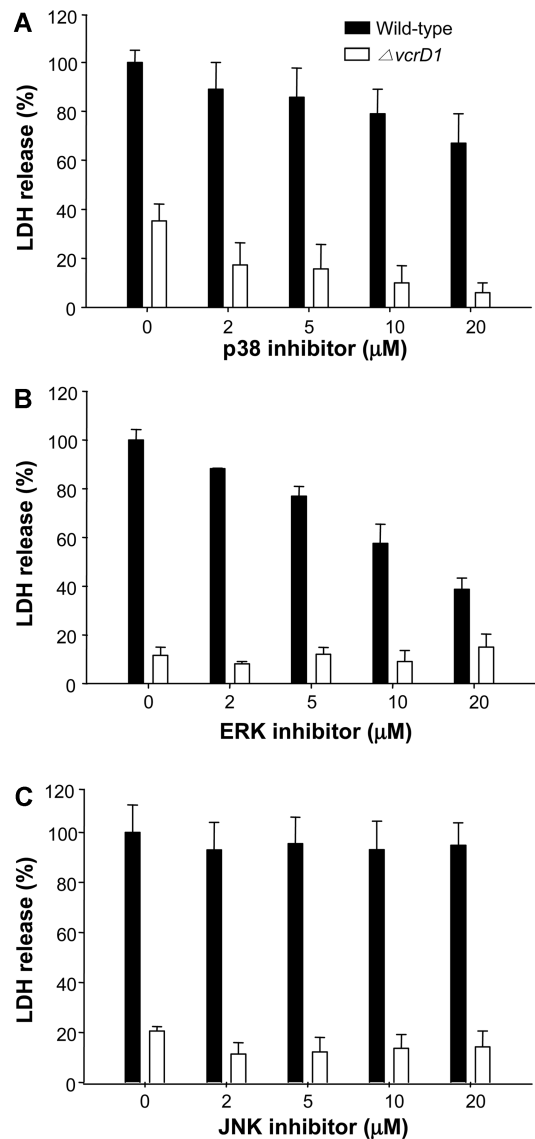 A
120
Wild-type
ΔvcrD1
100
80
60
40
20
0
LDH release (%)
0 2 5 10 20
p38 inhibitor (μM)
B
120
100
80
60
40
20
0
LDH release (%)
0 2 5 10 20
ERK inhibitor (μM)
C
120
100
80
60
40
20
0
LDH release (%)
0 2 5 10 20
JNK inhibitor (μM)